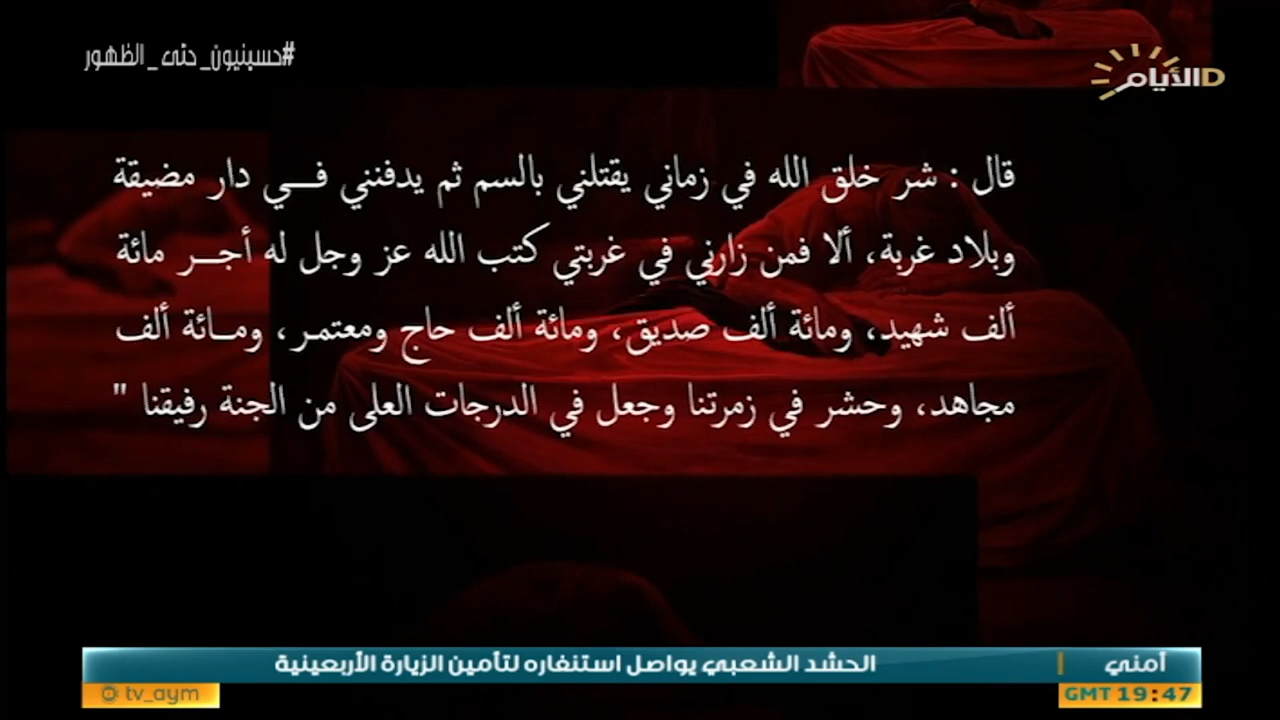 #حسينيون_حتى_الظهور
الأيام
قال : شر خلق الله في زماني يقتلني بالسم ثم يدفنني فــي دار مضيقة
وبلاد غربة، ألا فمن زارني في غربتي كتب الله عز وجل له أجــر مائة
ألف شهيد، ومائة ألف صديق، ومائة ألف حاج ومعتمـر، ومـائة ألف
مجاهد، وحشر في زمرتنا وجعل في الدرجات العلى من الجنة رفيقنا "
أمني
الحشد الشعبي يواصل استنفاره لتأمين الزيارة الأربعينية
GMT 19:47
tv_aym